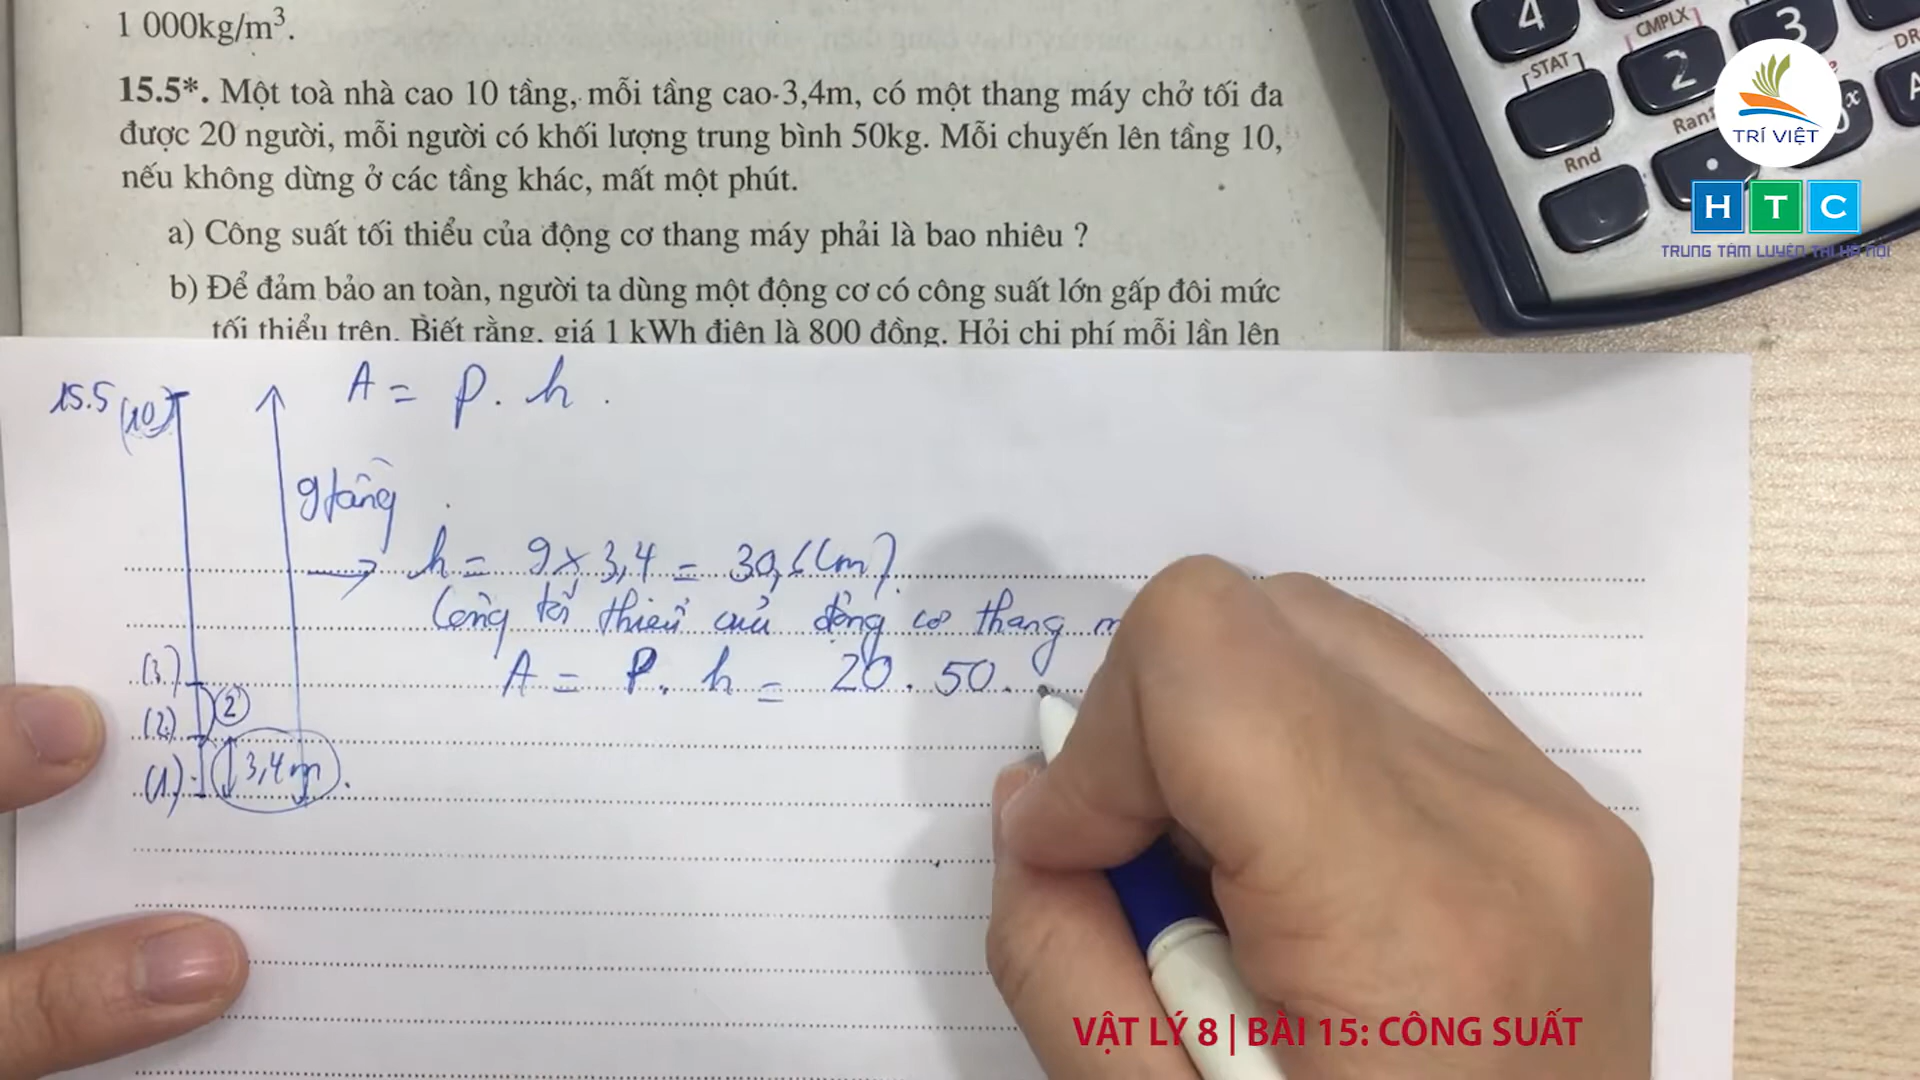 1 000kg/m³.
15.5*. Một toà nhà cao 10 tầng, mỗi tầng cao 3,4m, có một thang máy chở tối đa
được 20 người, mỗi người có khối lượng trung bình 50kg. Mỗi chuyến lên tầng 10,
nếu không dừng ở các tầng khác, mất một phút.
a) Công suất tối thiểu của động cơ thang máy phải là bao nhiêu ?
b) Để đảm bảo an toàn, người ta dùng một động cơ có công suất lớn gấp đôi mức
tối thiểu trên. Biết rằng, giá 1 kWh điện là 800 đồng. Hỏi chi phí mỗi lần lên
4
CMPLX
3
STAT
2
DR
A
Ran
x
Rnd
•
TRÍ VIỆT
H T C
TRUNG TÂM LUYỆN THI HÀ NỘI
15.5 (10)
A = P. h.
9 tầng
h = 9 x 3,4 = 30,6 (m).
Công tối thiểu của động cơ thang m
A = P. h = 20. 50.
(3)
(2) 2
(1) 3,4m
VẬT LÝ 8 | BÀI 15: CÔNG SUẤT